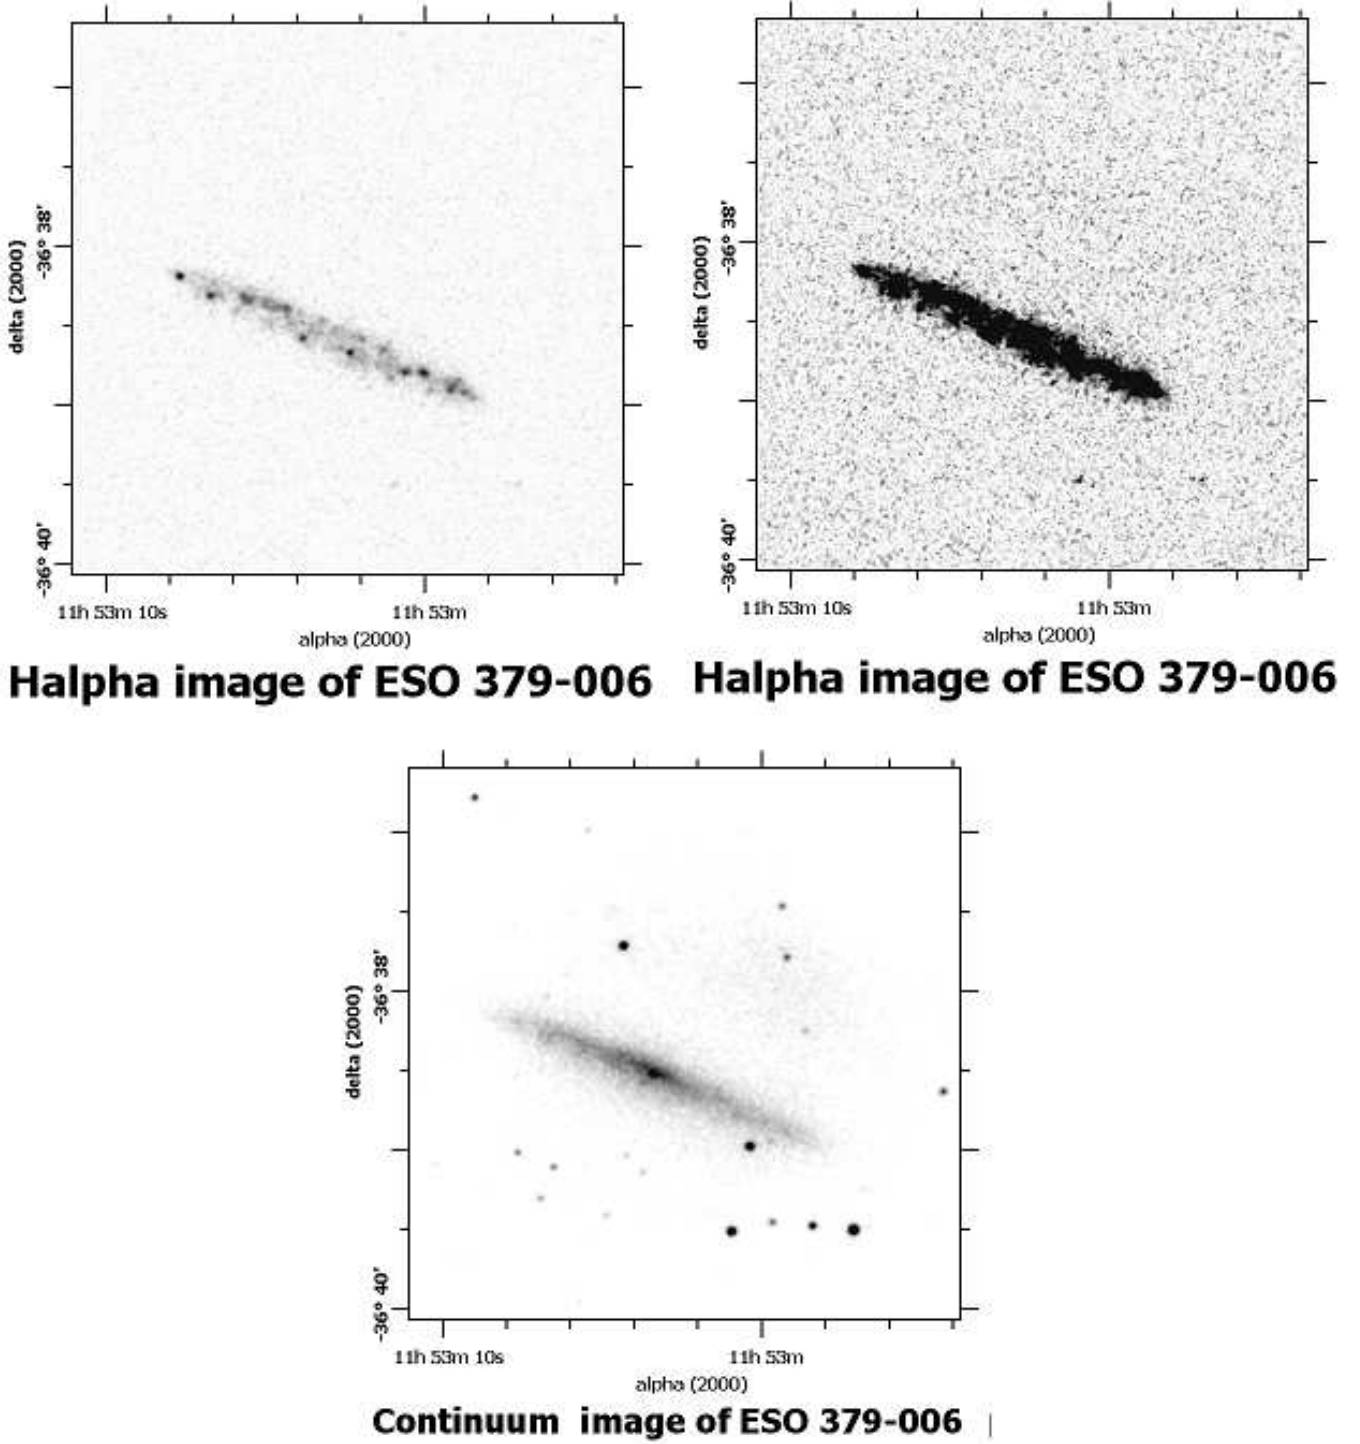 -36° 38'
delta (2000)
-36° 40'
11h 53m 10s
11h 53m
alpha (2000)
Halpha image of ESO 379-006
-36° 38'
delta (2000)
-36° 40'
11h 53m 10s
11h 53m
alpha (2000)
Halpha image of ESO 379-006
-36° 38'
delta (2000)
-36° 40'
11h 53m 10s
11h 53m
alpha (2000)
Continuum image of ESO 379-006